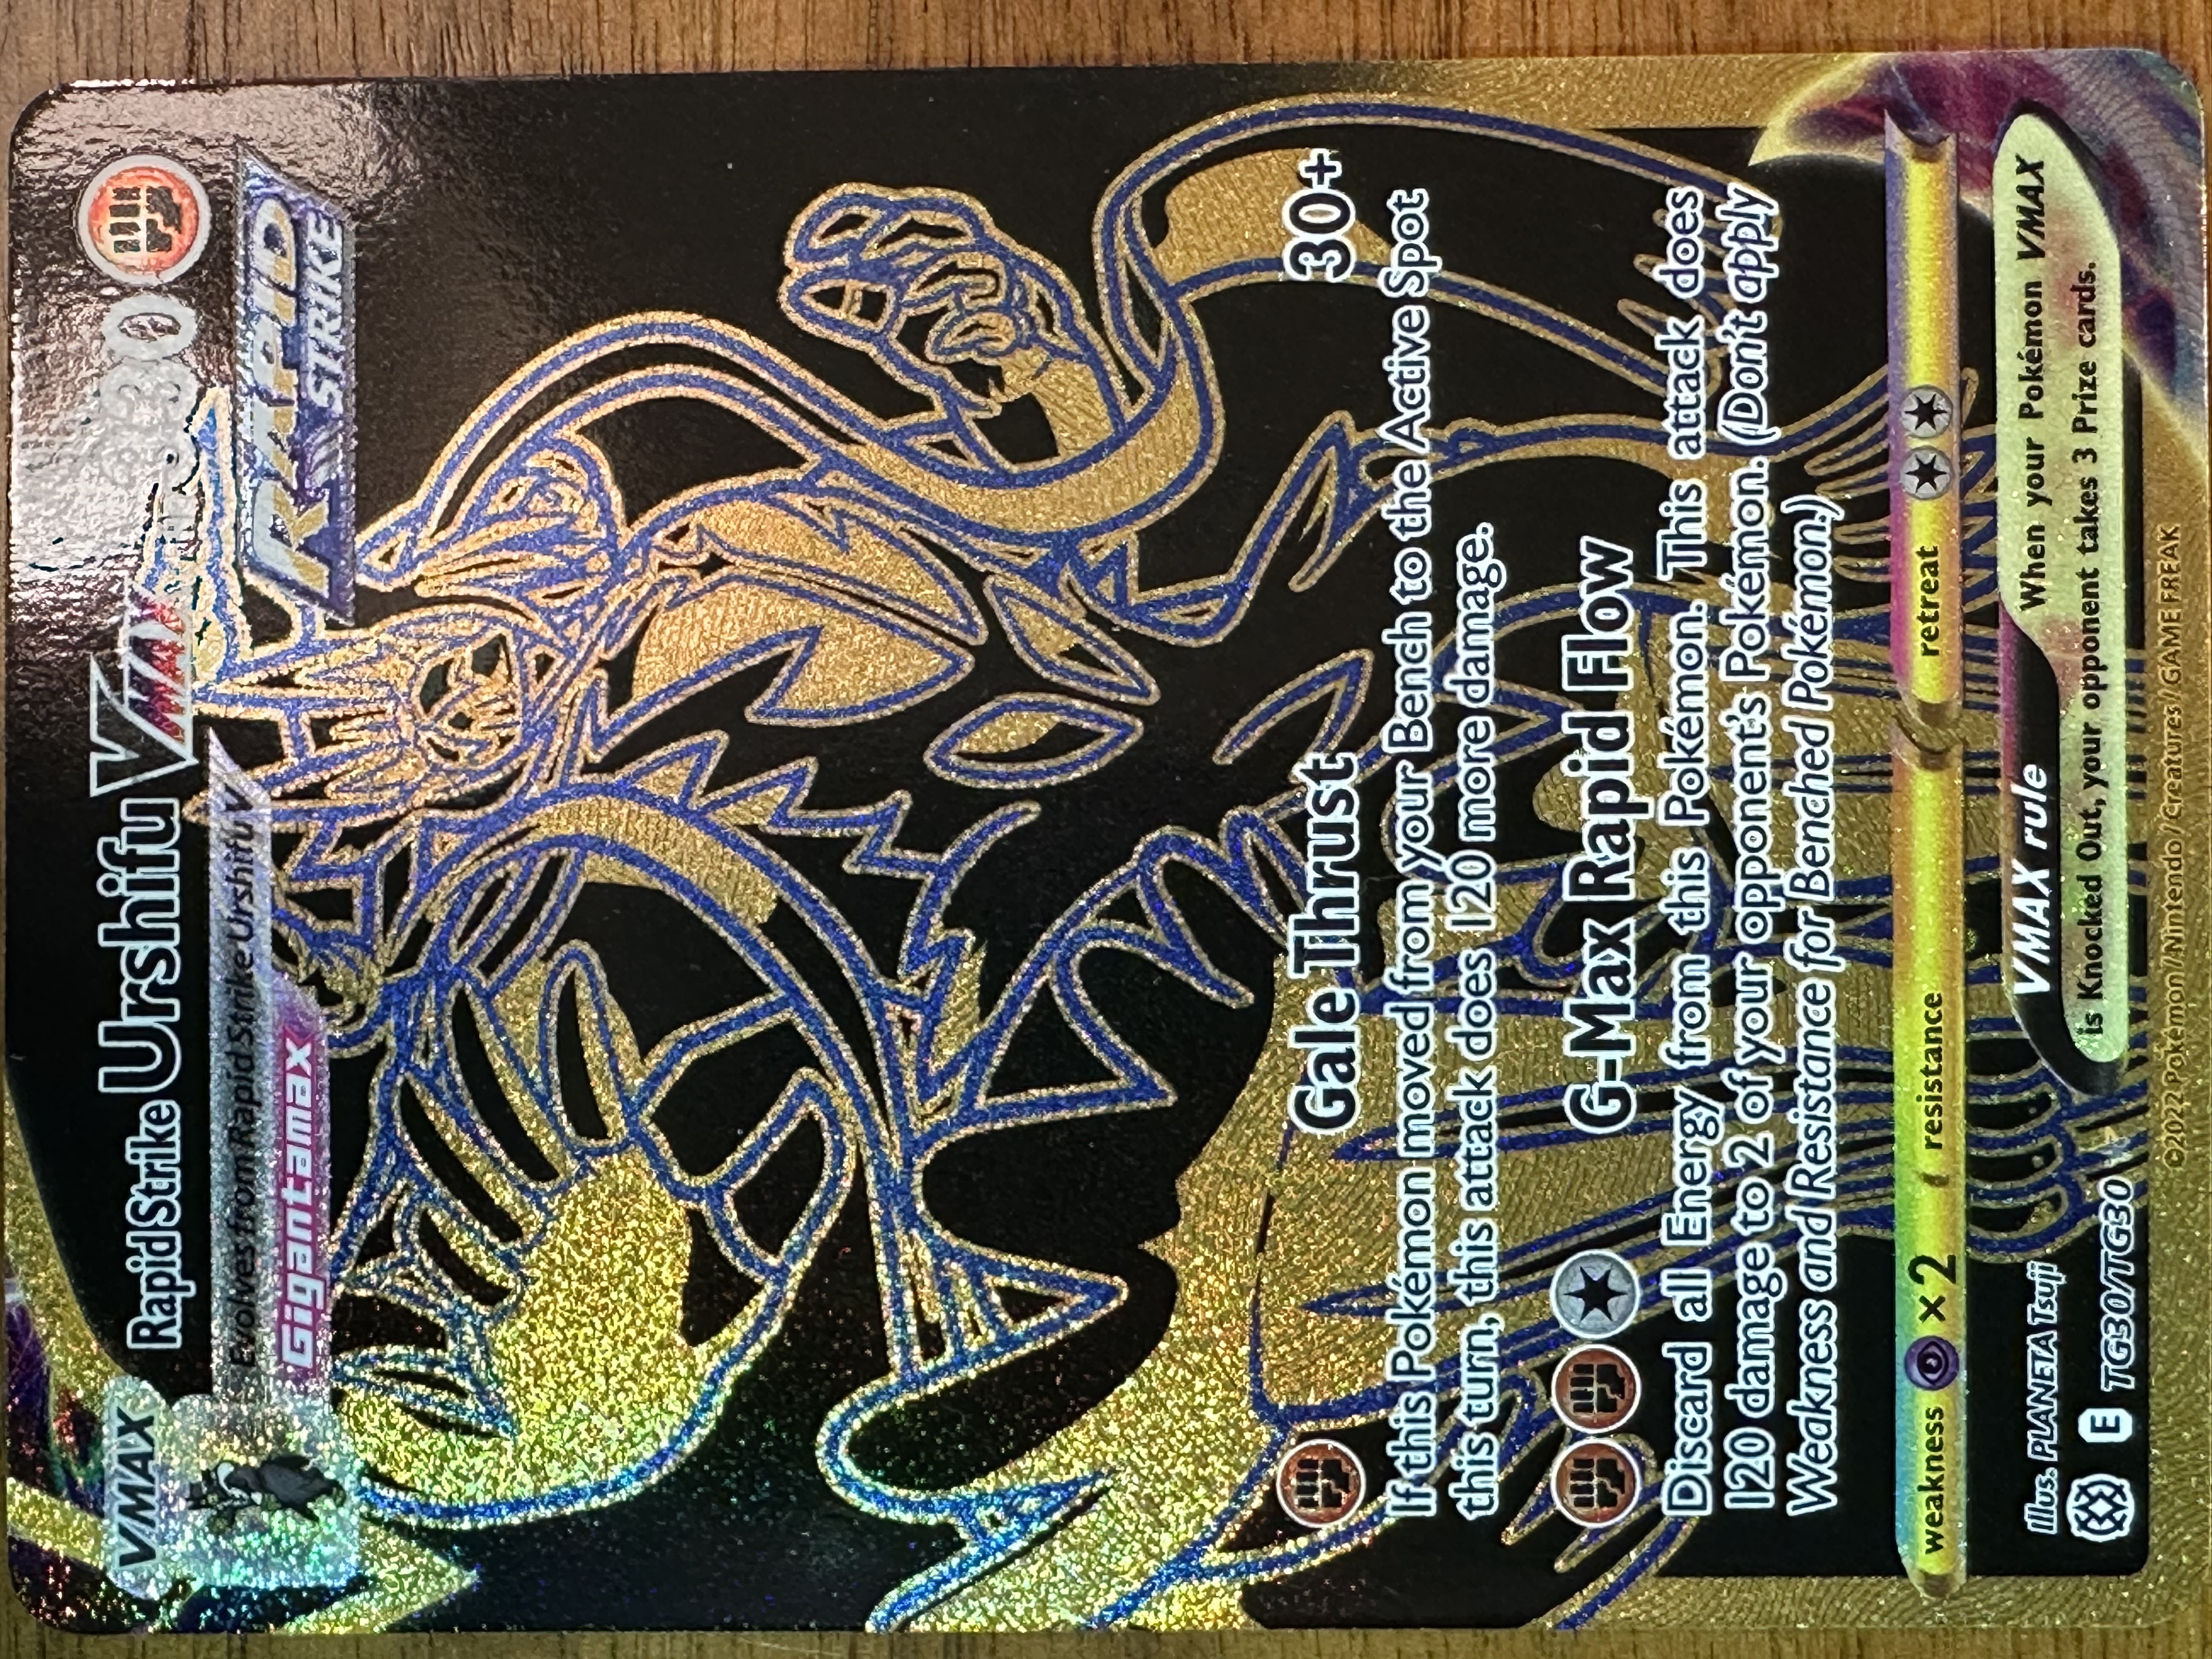 VMAX
Rapid Strike Urshifu VMAX 330
Evolves from Rapid Strike Urshifu V
Gigantamax
RAPID
STRIKE
Gale Thrust 30+
If this Pokémon moved from your Bench to the Active Spot
this turn, this attack does 120 more damage.
G-Max Rapid Flow
Discard all Energy from this Pokémon. This attack does
120 damage to 2 of your opponent's Pokémon. (Don't apply
Weakness and Resistance for Benched Pokémon.)
weakness ×2 resistance retreat
Illus. PLANETA Tsuji
VMAX rule When your Pokémon VMAX
is Knocked Out, your opponent takes 3 Prize cards.
E TG30/TG30
©2022 Pokémon / Nintendo / Creatures / GAME FREAK